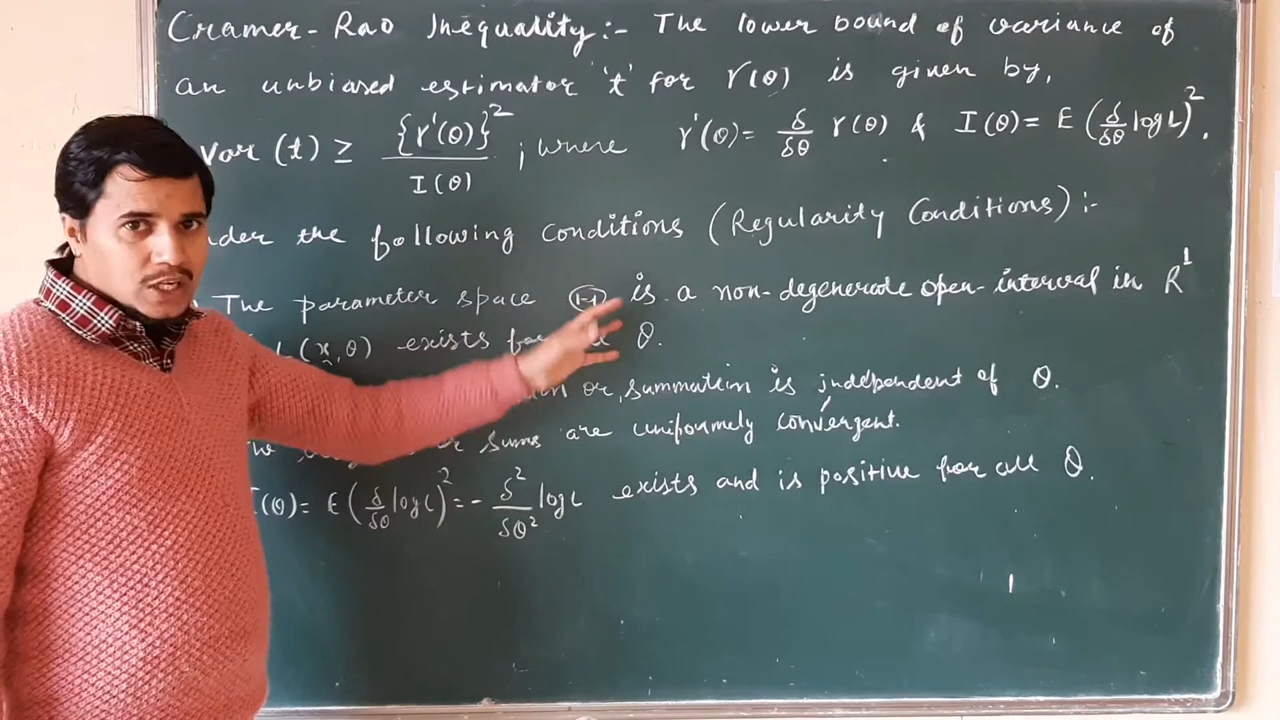 Cramer-Rao Inequality:- The lower bound of variance of
an unbiased estimator 't' for γ(θ) is given by,
Var (t) ≥ {γ'(θ)}² / I(θ) ; where γ'(θ) = δ/δθ γ(θ) & I(θ) = E (δ/δθ log L)².
nder the following conditions (Regularity Conditions) :-
The parameter space Ⓗ is a non-degenerate open-interval in R¹
L(x, θ) exists for θ.
or, summation is independent of θ.
sums are uniformely convergent.
I(θ) = E (δ/δθ log L)² = - δ²/δθ² log L exists and is positive for all θ.